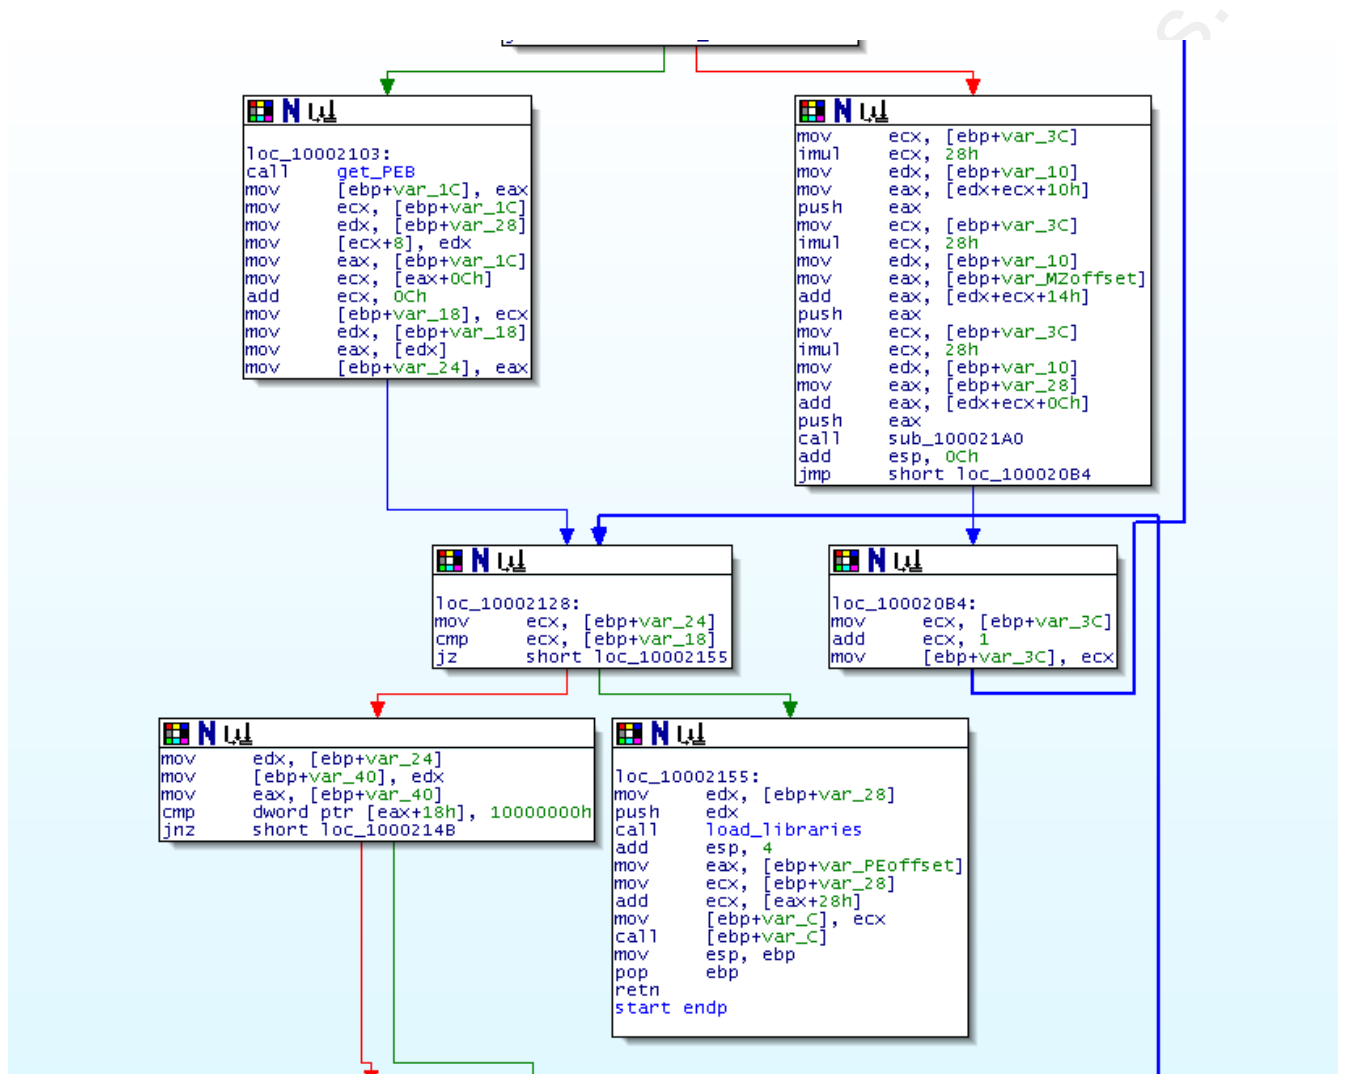 loc_10002103:
call get_PEB
mov [ebp+var_1C], eax
mov ecx, [ebp+var_1C]
mov edx, [ebp+var_28]
mov [ecx+8], edx
mov eax, [ebp+var_1C]
mov ecx, [eax+0Ch]
add ecx, 0Ch
mov [ebp+var_18], ecx
mov edx, [ebp+var_18]
mov eax, [edx]
mov [ebp+var_24], eax
mov ecx, [ebp+var_3C]
imul ecx, 28h
mov edx, [ebp+var_10]
mov eax, [edx+ecx+10h]
push eax
mov ecx, [ebp+var_3C]
imul ecx, 28h
mov edx, [ebp+var_10]
mov eax, [ebp+var_MZoffset]
add eax, [edx+ecx+14h]
push eax
mov ecx, [ebp+var_3C]
imul ecx, 28h
mov edx, [ebp+var_10]
mov eax, [ebp+var_28]
add eax, [edx+ecx+0Ch]
push eax
call sub_100021A0
add esp, 0Ch
jmp short loc_100020B4
loc_10002128:
mov ecx, [ebp+var_24]
cmp ecx, [ebp+var_18]
jz short loc_10002155
loc_100020B4:
mov ecx, [ebp+var_3C]
add ecx, 1
mov [ebp+var_3C], ecx
mov edx, [ebp+var_24]
mov [ebp+var_40], edx
mov eax, [ebp+var_40]
cmp dword ptr [eax+18h], 10000000h
jnz short loc_1000214B
loc_10002155:
mov edx, [ebp+var_28]
push edx
call load_libraries
add esp, 4
mov eax, [ebp+var_PEoffset]
mov ecx, [ebp+var_28]
add ecx, [eax+28h]
mov [ebp+var_C], ecx
call [ebp+var_C]
mov esp, ebp
pop ebp
retn
start endp